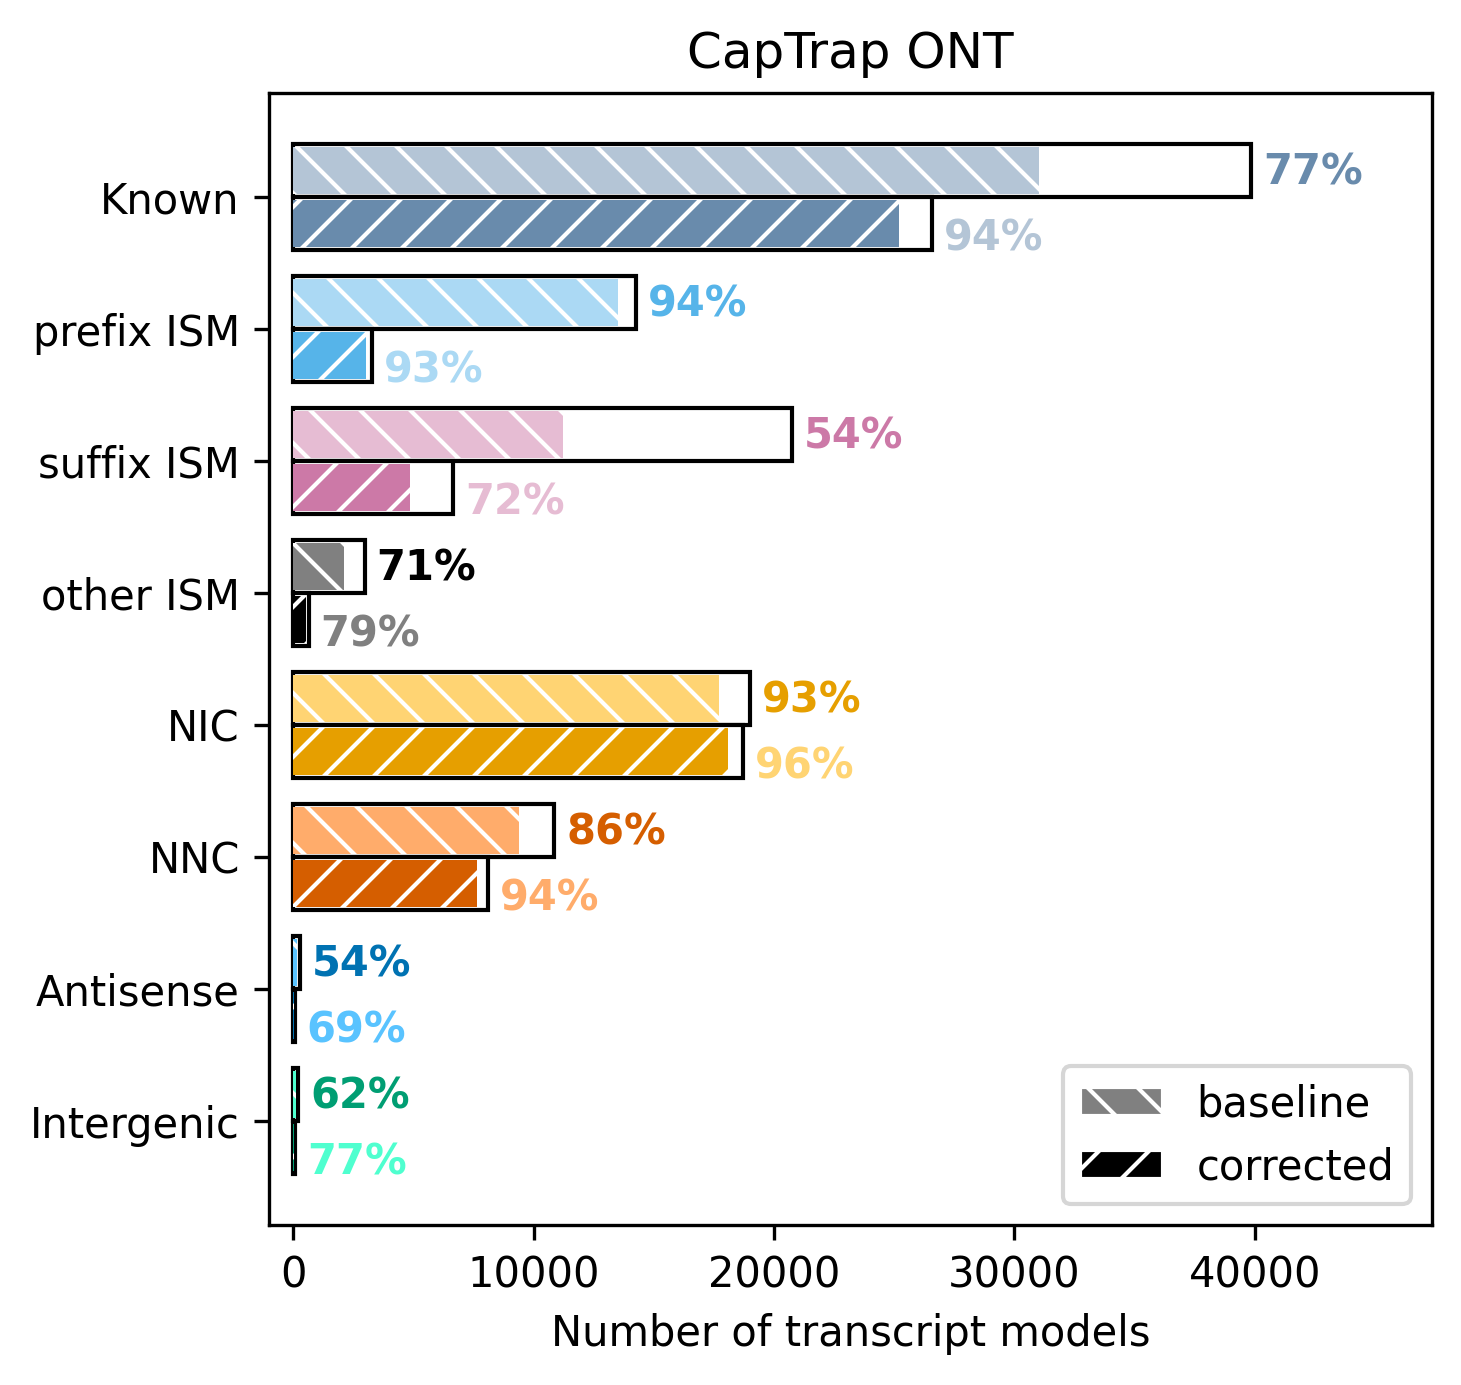 CapTrap ONT
Known
77%
94%
prefix ISM
94%
93%
suffix ISM
54%
72%
other ISM
71%
79%
NIC
93%
96%
NNC
86%
94%
Antisense
54%
69%
Intergenic
62%
77%
baseline
corrected
0 10000 20000 30000 40000
Number of transcript models